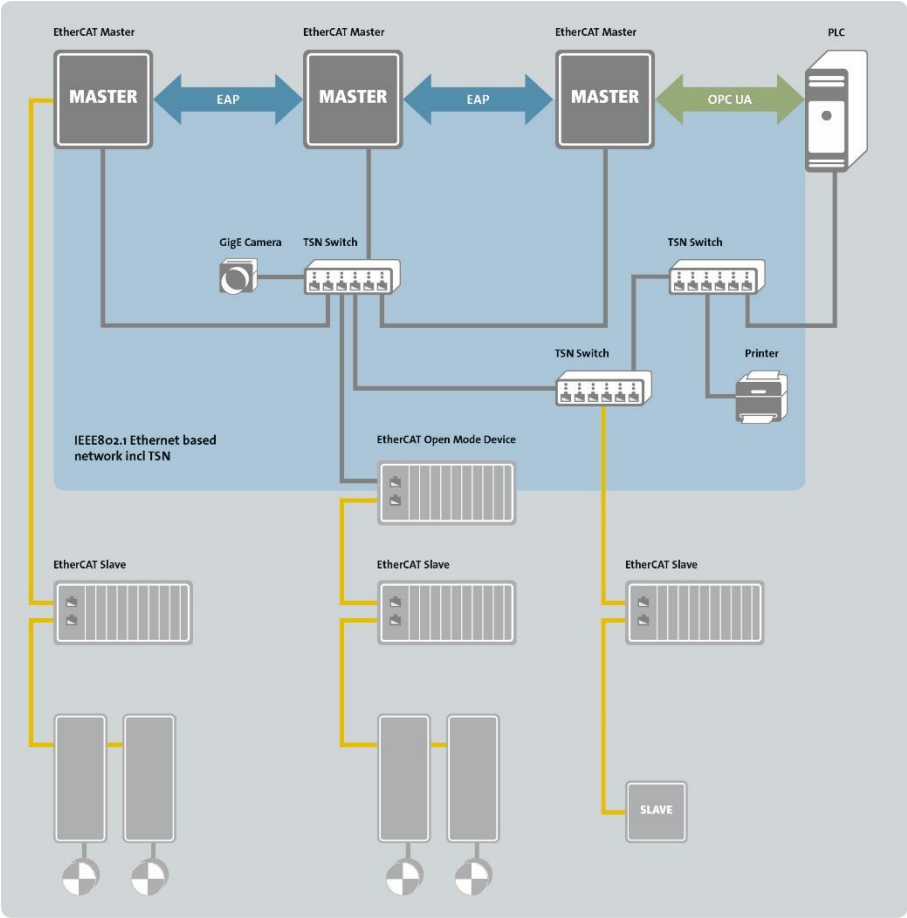 EtherCAT Master
EtherCAT Master
EtherCAT Master
PLC
MASTER
EAP
MASTER
EAP
MASTER
OPC UA
GigE Camera
TSN Switch
TSN Switch
TSN Switch
Printer
IEEE802.1 Ethernet based
network incl TSN
EtherCAT Open Mode Device
EtherCAT Slave
EtherCAT Slave
EtherCAT Slave
SLAVE